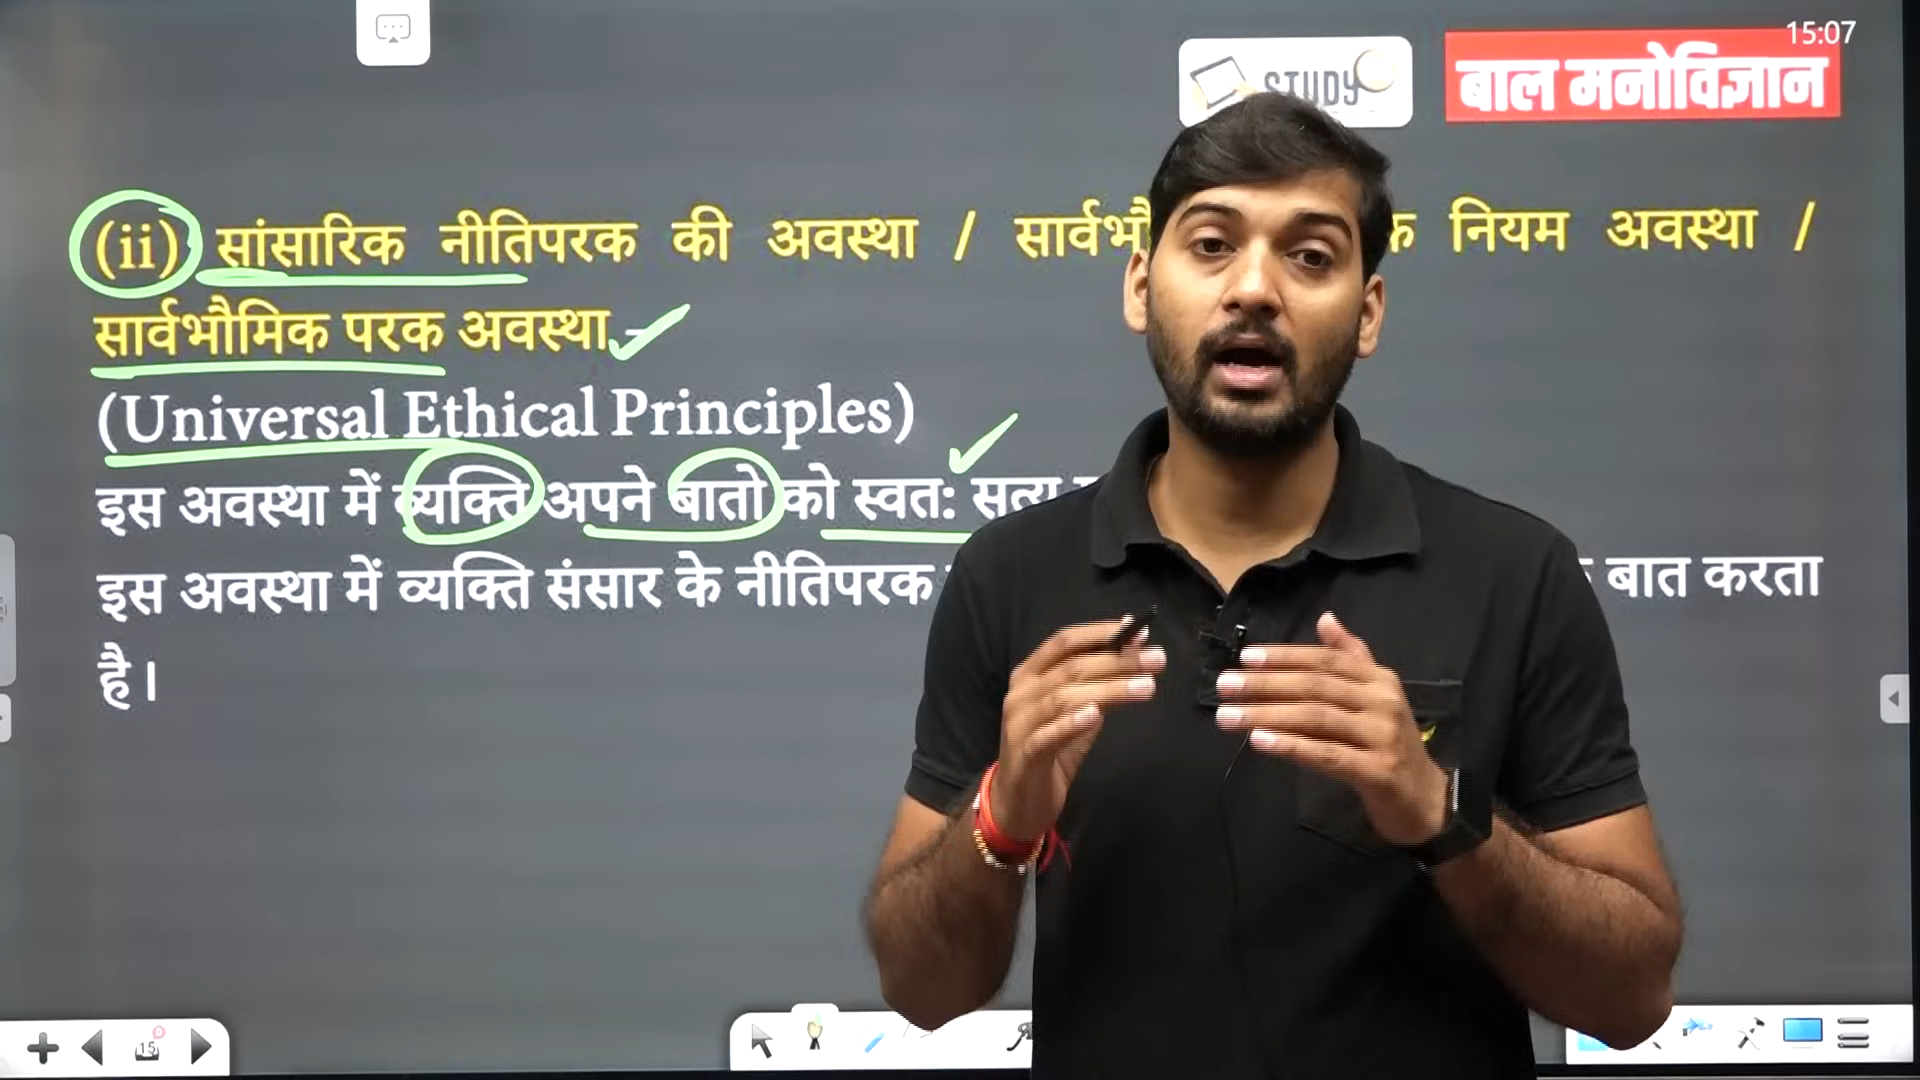 15:07
STUDY
बाल मनोविज्ञान
(ii) सांसारिक नीतिपरक की अवस्था / नियम अवस्था /
सार्वभौमिक परक अवस्था -
(Universal Ethical Principles)
इस अवस्था में व्यक्ति अपने बातो को स्वत: सत्य
इस अवस्था में व्यक्ति संसार के नीतिपरक बात करता
है।
15